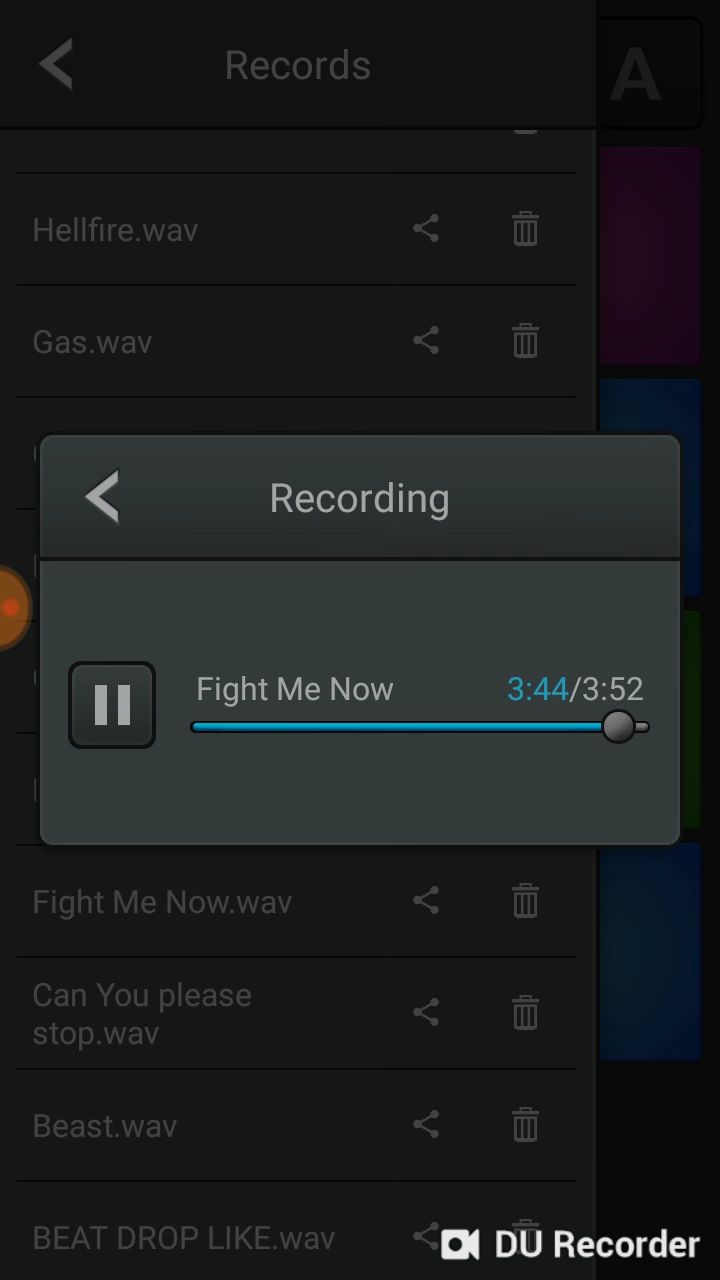 Records
A
Hellfire.wav
Gas.wav
Recording
Fight Me Now 3:44/3:52
Fight Me Now.wav
Can You please
stop.wav
Beast.wav
BEAT DROP LIKE.wav
DU Recorder